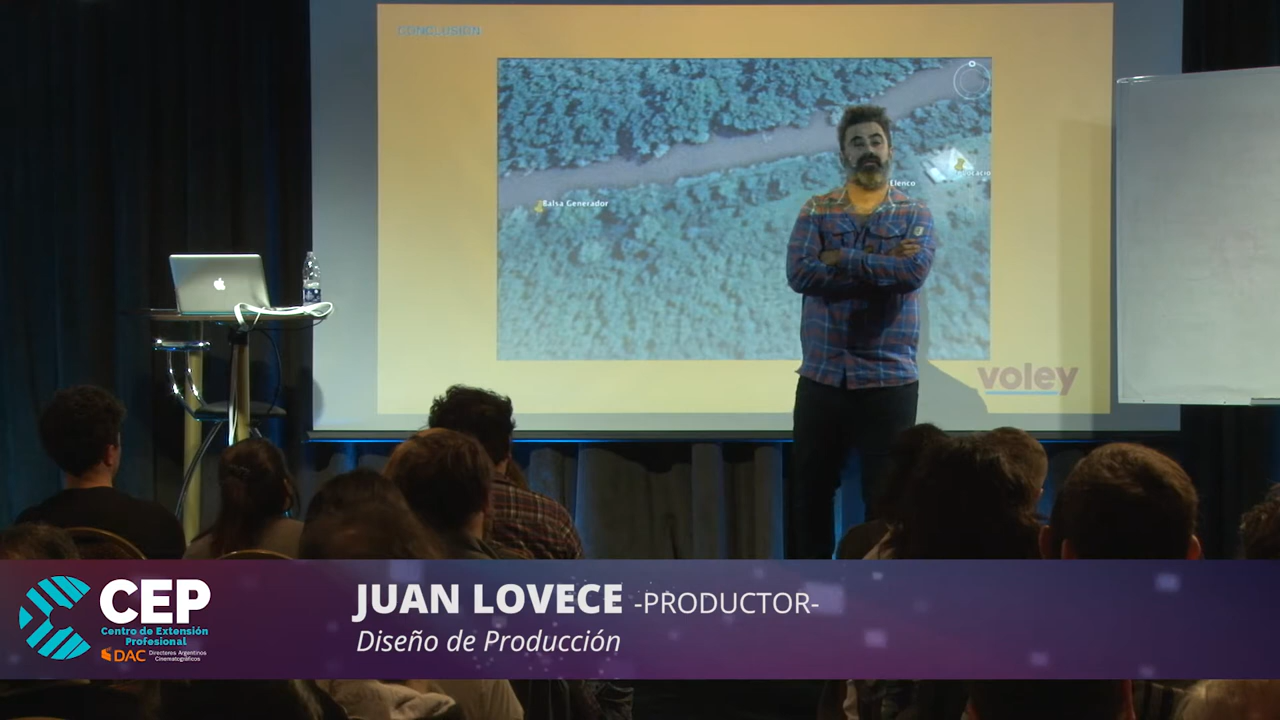 CONCLUSIÓN
Elenco
Balsa Generador
voley
CEP
Centro de Extensión
Profesional
DAC Directores Argentinos
Cinematográficos
JUAN LOVECE -PRODUCTOR-
Diseño de Producción